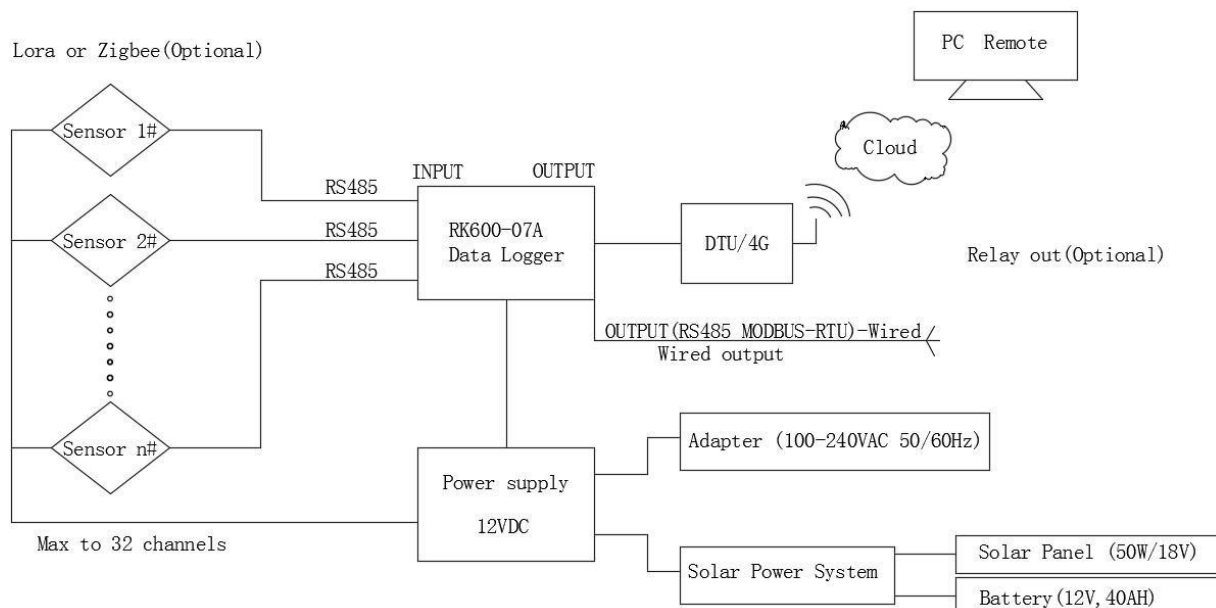 PC Remote
Lora or Zigbee(Optional)
Sensor 1#
Cloud
INPUT
OUTPUT
RS485
RS485
RS485
Sensor 2#
RK600-07A
Data Logger
DTU/4G
Relay out(Optional)
OUTPUT(RS485 MODBUS-RTU)-Wired
Wired output
Sensor n#
Adapter (100-240VAC 50/60Hz)
Power supply
12VDC
Max to 32 channels
Solar Power System
Solar Panel (50W/18V)
Battery(12V,40AH)